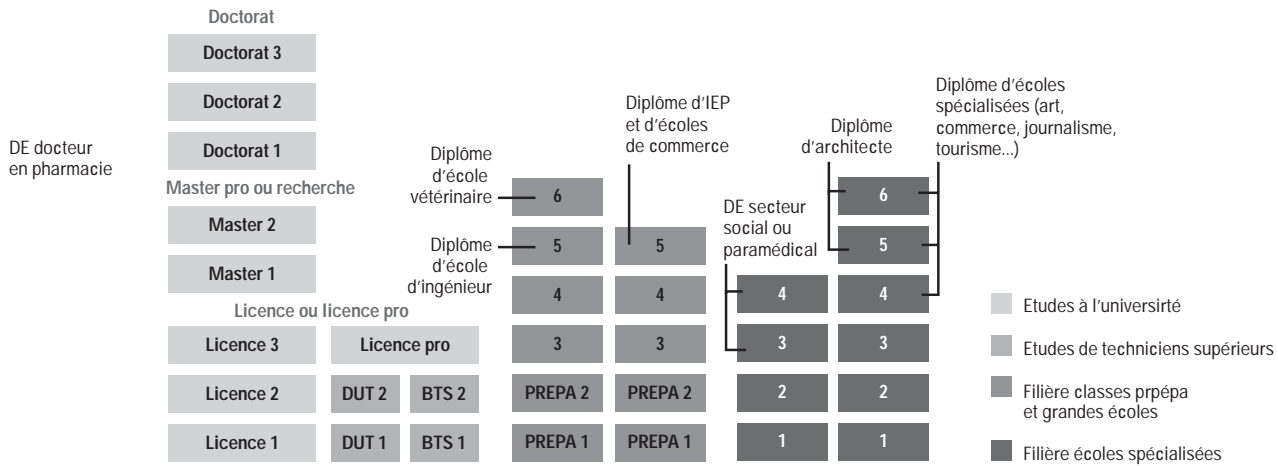 Doctorat
Doctorat 3
Doctorat 2
Doctorat 1
DE docteur
en pharmacie
Master pro ou recherche
Master 2
Master 1
Licence ou licence pro
Licence 3
Licence pro
Licence 2
DUT 2
BTS 2
Licence 1
DUT 1
BTS 1
Diplôme
d'école
vétérinaire
Diplôme
d'école
d'ingénieur
6
5
4
3
PREPA 2
PREPA 1
Diplôme d'IEP
et d'écoles
de commerce
5
4
3
PREPA 2
PREPA 1
DE secteur
social ou
paramédical
4
3
2
1
Diplôme
d'architecte
Diplôme d'écoles
spécialisées (art,
commerce, journalisme,
tourisme...)
6
5
4
3
2
1
Etudes à l'universirté
Etudes de techniciens supérieurs
Filière classes prpépa
et grandes écoles
Filière écoles spécialisées